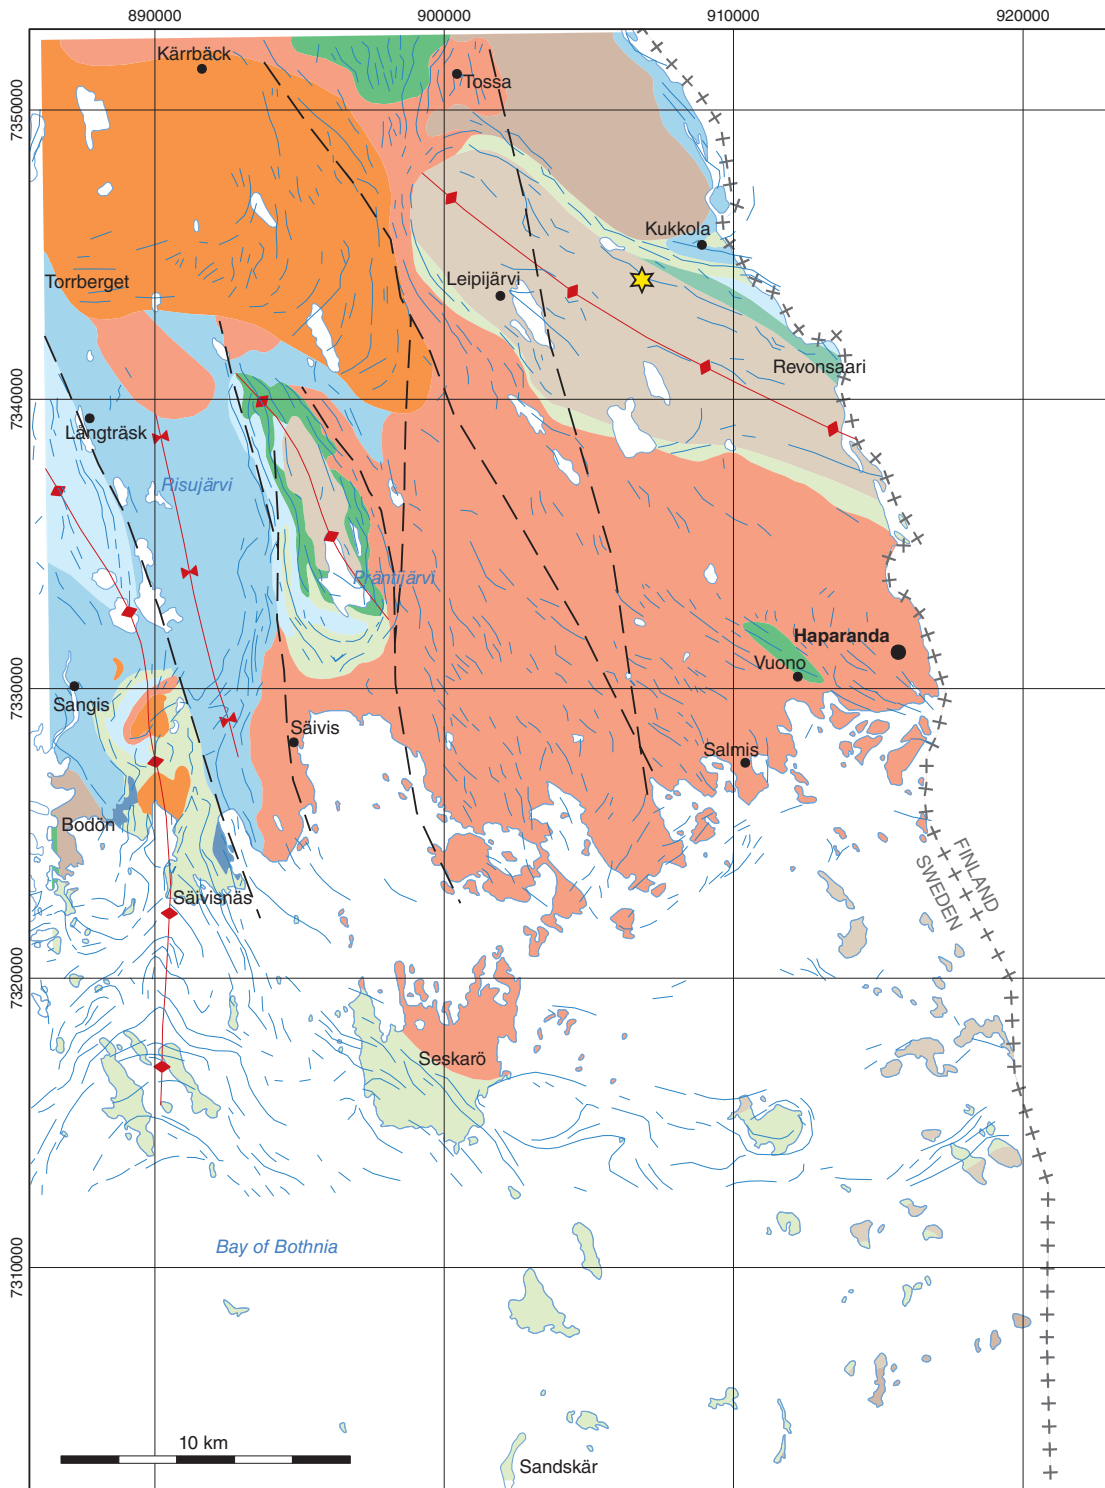 890000
900000
910000
920000
7350000
7340000
7330000
7320000
7310000
Kärrbäck
Tossa
Kukkola
Leipijärvi
Torrberget
Revonsaari
Långträsk
Risujärvi
Präntijärvi
Haparanda
Vuono
Sangis
Säivis
Salmis
Bodön
Säivisnäs
FINLAND
SWEDEN
Seskarö
Bay of Bothnia
10 km
Sandskär